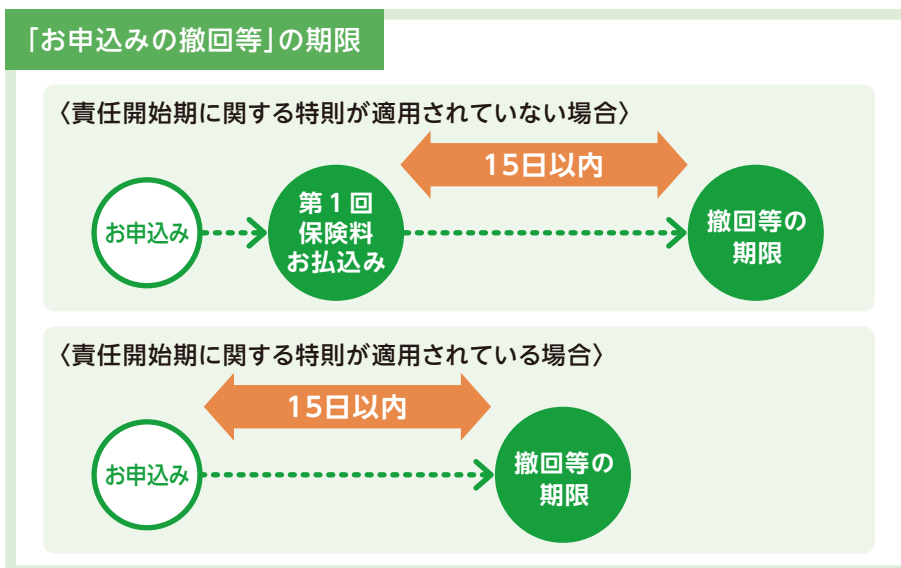 「お申込みの撤回等」の期限
〈責任開始期に関する特則が適用されていない場合〉
15日以内
お申込み
第1回
保険料
お払込み
撤回等の
期限
〈責任開始期に関する特則が適用されている場合〉
15日以内
お申込み
撤回等の
期限